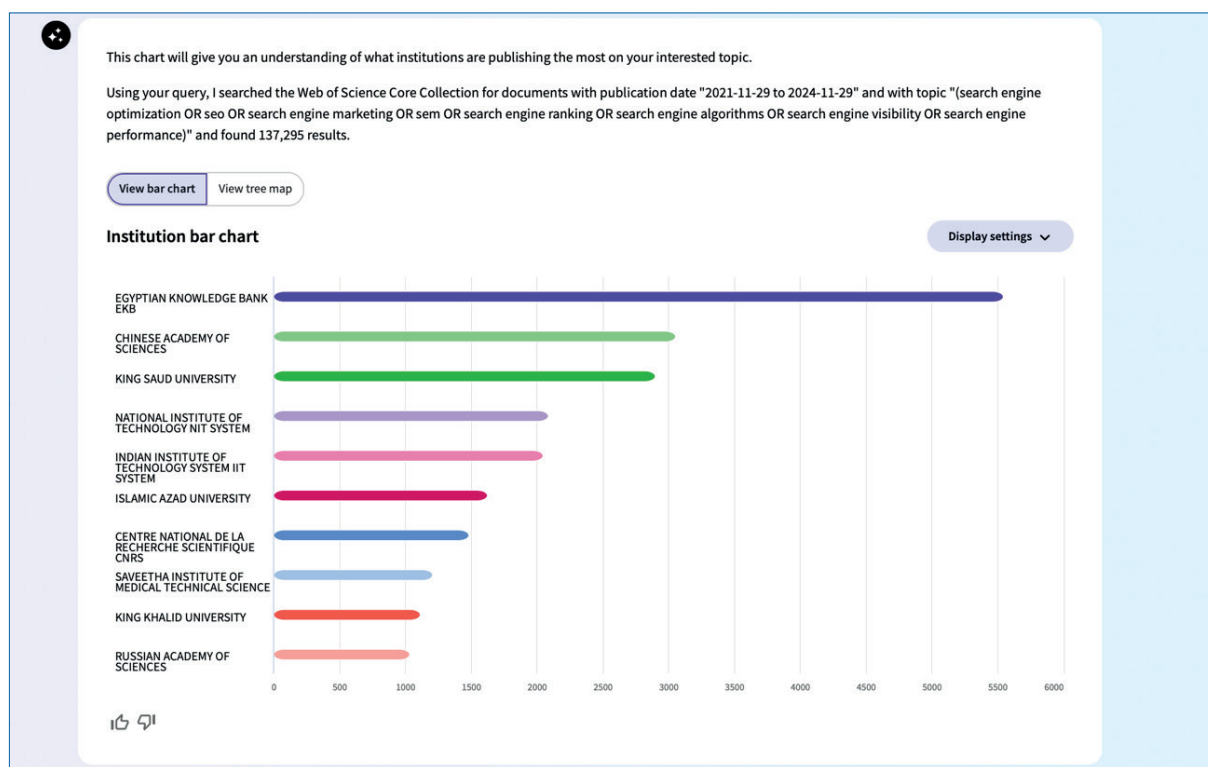 This chart will give you an understanding of what institutions are publishing the most on your interested topic.
Using your query, I searched the Web of Science Core Collection for documents with publication date "2021-11-29 to 2024-11-29" and with topic "(search engine
optimization OR seo OR search engine marketing OR sem OR search engine ranking OR search engine algorithms OR search engine visibility OR search engine
performance)" and found 137,295 results.
View bar chart View tree map
Institution bar chart
Display settings
EGYPTIAN KNOWLEDGE BANK
EKB
CHINESE ACADEMY OF
SCIENCES
KING SAUD UNIVERSITY
NATIONAL INSTITUTE OF
TECHNOLOGY NIT SYSTEM
INDIAN INSTITUTE OF
TECHNOLOGY SYSTEM IIT
SYSTEM
ISLAMIC AZAD UNIVERSITY
CENTRE NATIONAL DE LA
RECHERCHE SCIENTIFIQUE
CNRS
SAVEETHA INSTITUTE OF
MEDICAL TECHNICAL SCIENCE
KING KHALID UNIVERSITY
RUSSIAN ACADEMY OF
SCIENCES
0 500 1000 1500 2000 2500 3000 3500 4000 4500 5000 5500 6000